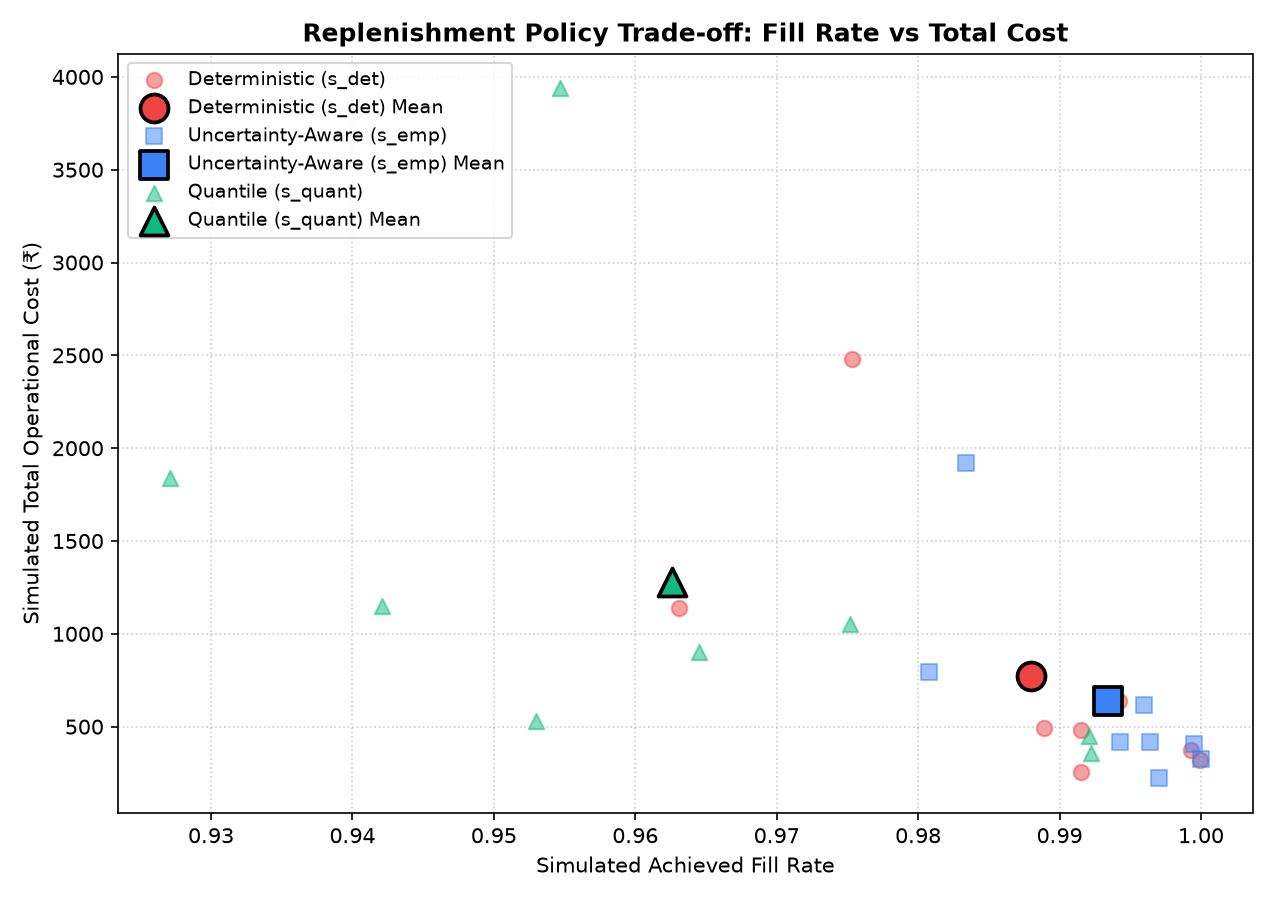 Replenishment Policy Trade-off: Fill Rate vs Total Cost
Deterministic (s_det)
Deterministic (s_det) Mean
Uncertainty-Aware (s_emp)
Uncertainty-Aware (s_emp) Mean
Quantile (s_quant)
Quantile (s_quant) Mean
Simulated Total Operational Cost (₹)
4000
3500
3000
2500
2000
1500
1000
500
0.93
0.94
0.95
0.96
0.97
0.98
0.99
1.00
Simulated Achieved Fill Rate